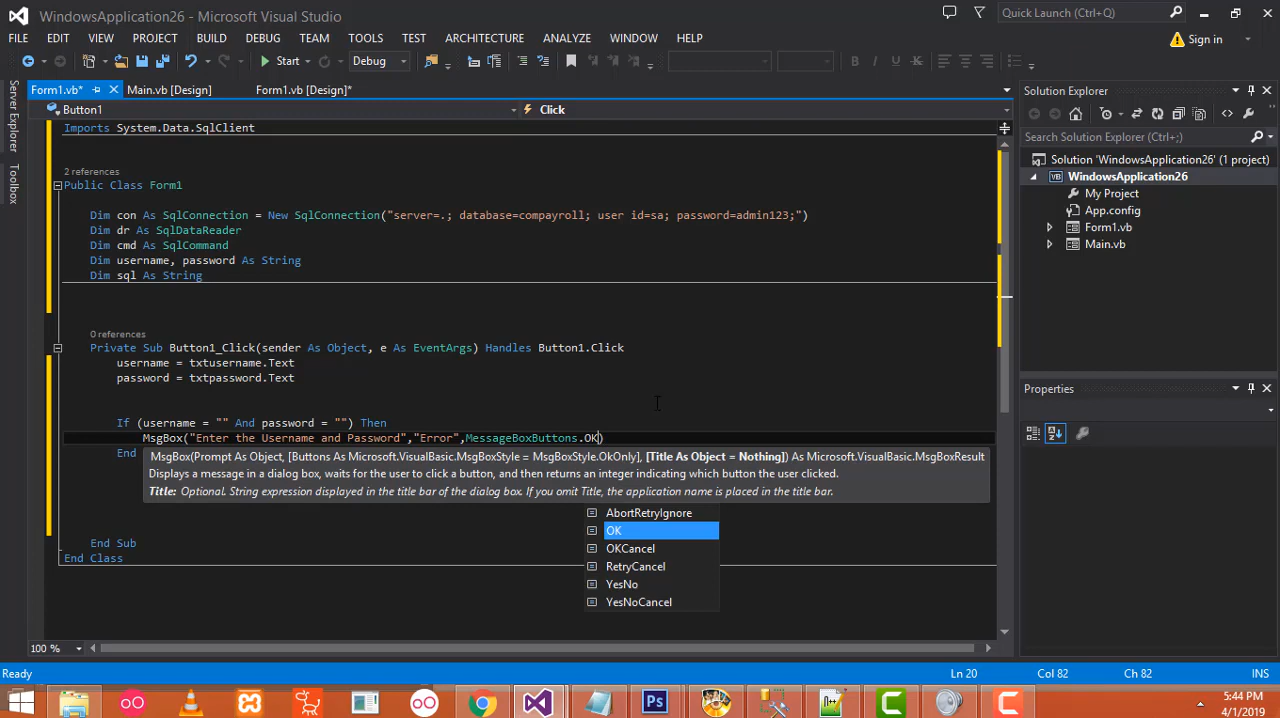 WindowsApplication26 - Microsoft Visual Studio
Quick Launch (Ctrl+Q)
FILE EDIT VIEW PROJECT BUILD DEBUG TEAM TOOLS TEST ARCHITECTURE ANALYZE WINDOW HELP
Sign in
Start Debug
Form1.vb* Main.vb [Design] Form1.vb [Design]*
Button1 Click
Server Explorer
Toolbox
Imports System.Data.SqlClient
2 references
Public Class Form1
Dim con As SqlConnection = New SqlConnection("server=.; database=compayroll; user id=sa; password=admin123;")
Dim dr As SqlDataReader
Dim cmd As SqlCommand
Dim username, password As String
Dim sql As String
0 references
Private Sub Button1_Click(sender As Object, e As EventArgs) Handles Button1.Click
username = txtusername.Text
password = txtpassword.Text
If (username = "" And password = "") Then
MsgBox("Enter the Username and Password","Error",MessageBoxButtons.OK)
End
MsgBox(Prompt As Object, [Buttons As Microsoft.VisualBasic.MsgBoxStyle = MsgBoxStyle.OkOnly], [Title As Object = Nothing]) As Microsoft.VisualBasic.MsgBoxResult
Displays a message in a dialog box, waits for the user to click a button, and then returns an integer indicating which button the user clicked.
Title: Optional. String expression displayed in the title bar of the dialog box. If you omit Title, the application name is placed in the title bar.
AbortRetryIgnore
OK
OKCancel
RetryCancel
YesNo
YesNoCancel
End Sub
End Class
100 %
Solution Explorer
Search Solution Explorer (Ctrl+;)
Solution 'WindowsApplication26' (1 project)
VB WindowsApplication26
My Project
App.config
Form1.vb
Main.vb
Properties
Ready Ln 20 Col 82 Ch 82 INS
Ps
5:44 PM
4/1/2019